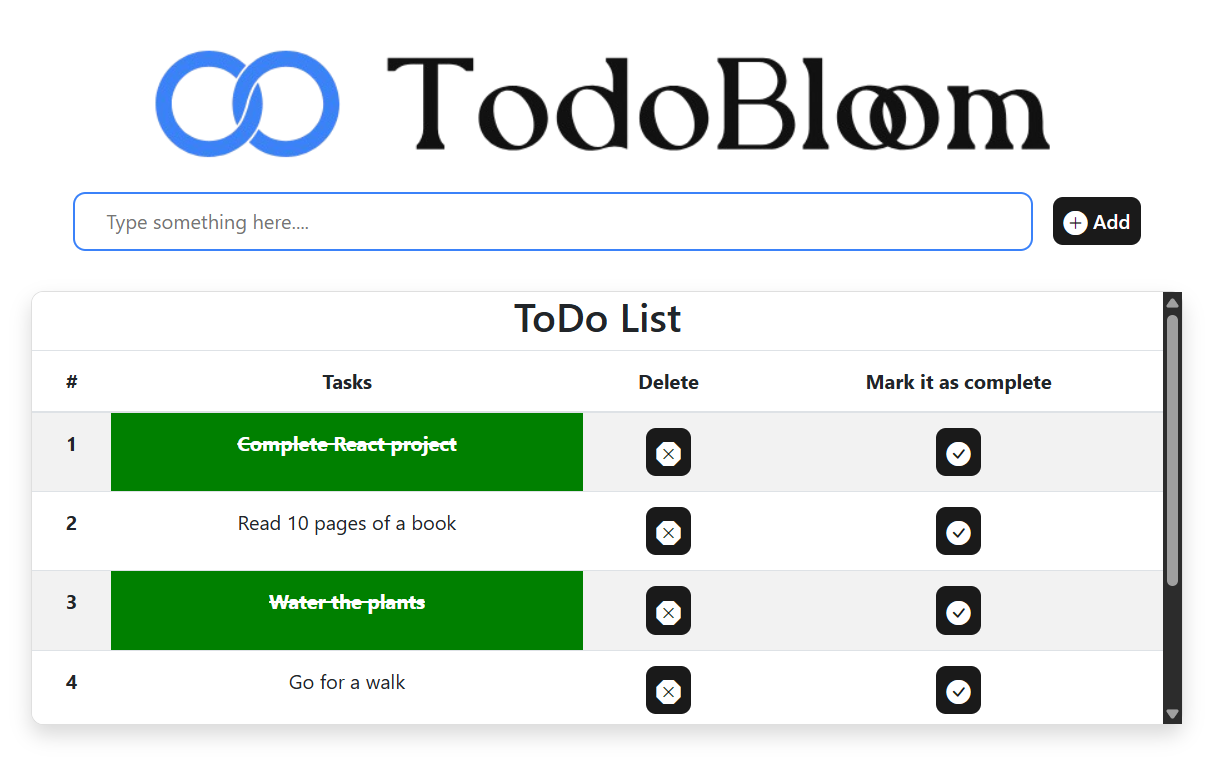 TodoBloom
Type something here....
Add
ToDo List
# Tasks Delete Mark it as complete
1 Complete React project
2 Read 10 pages of a book
3 Water the plants
4 Go for a walk